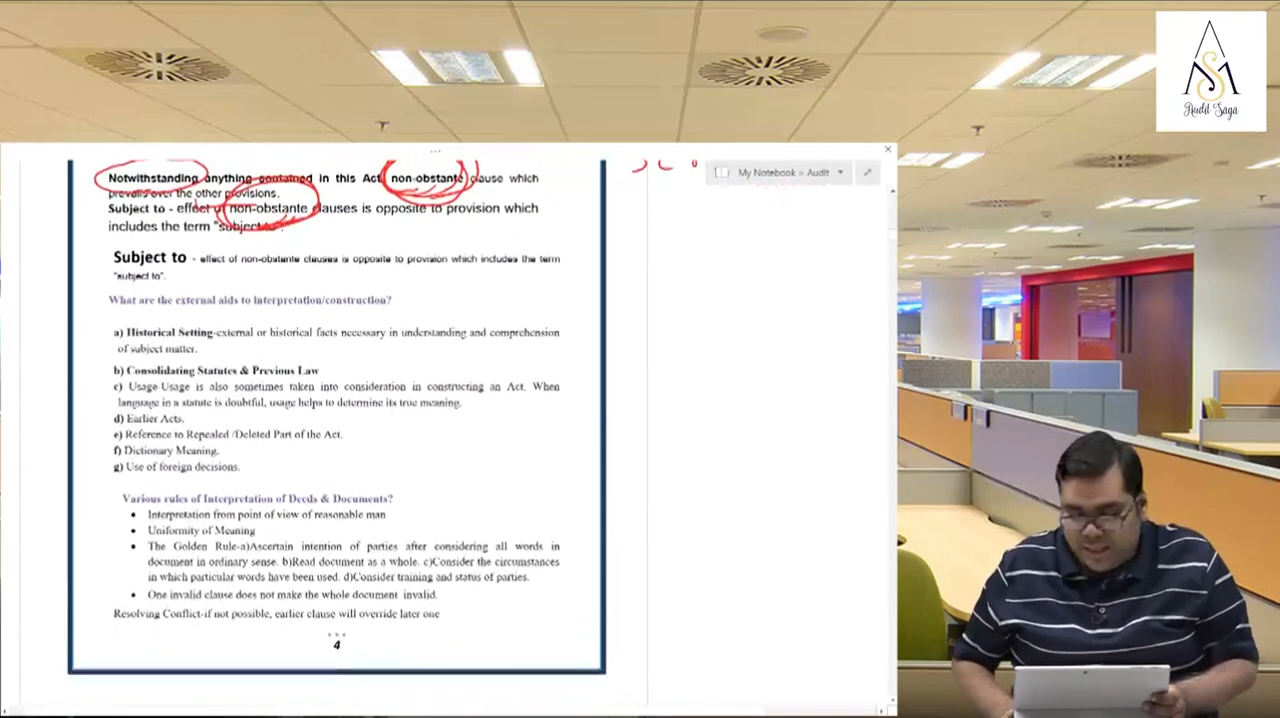 Audit Saga
My Notebook > Audit
Notwithstanding anything contained in this Act non-obstante clause which
prevails over the other provisions.
Subject to - effect of non-obstante clauses is opposite to provision which
includes the term "subject to".
Subject to - effect of non-obstante clauses is opposite to provision which includes the term
"subject to".
What are the external aids to interpretation/construction?
a) Historical Setting-external or historical facts necessary in understanding and comprehension
of subject matter.
b) Consolidating Statutes & Previous Law
c) Usage-Usage is also sometimes taken into consideration in constructing an Act. When
language in a statute is doubtful, usage helps to determine its true meaning.
d) Earlier Acts.
e) Reference to Repealed /Deleted Part of the Act.
f) Dictionary Meaning.
g) Use of foreign decisions.
Various rules of Interpretation of Deeds & Documents?
• Interpretation from point of view of reasonable man
• Uniformity of Meaning
• The Golden Rule-a)Ascertain intention of parties after considering all words in
document in ordinary sense. b)Read document as a whole. c)Consider the circumstances
in which particular words have been used. d)Consider training and status of parties.
• One invalid clause does not make the whole document invalid.
Resolving Conflict-if not possible, earlier clause will override later one
4